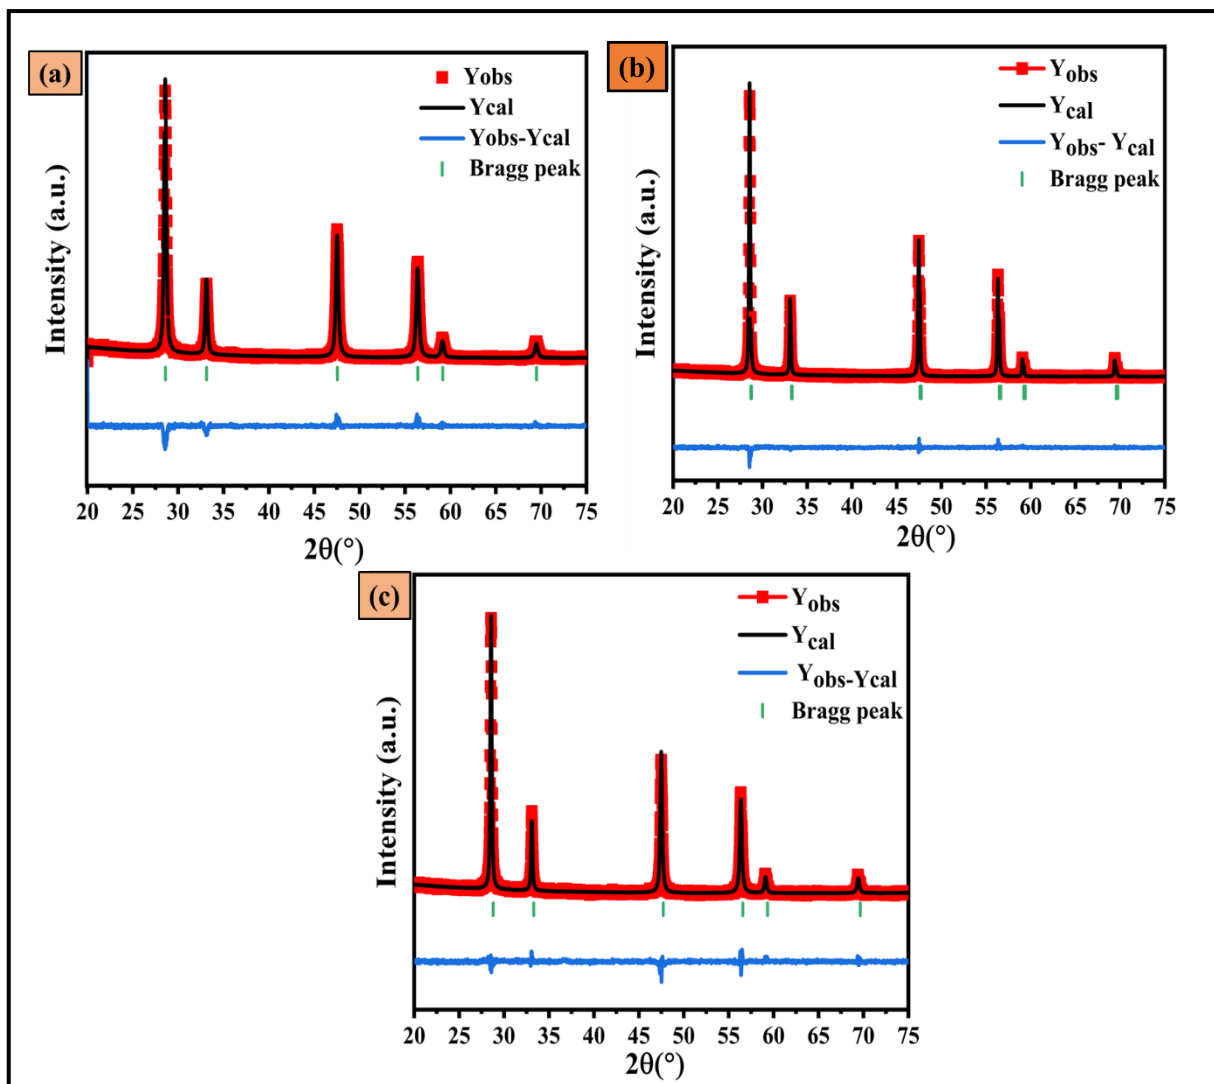 (a)
Yobs
Ycal
Yobs-Ycal
Bragg peak
Intensity (a.u.)
20 25 30 35 40 45 50 55 60 65 70 75
2θ(°)
(b)
Yobs
Ycal
Yobs- Ycal
Bragg peak
Intensity (a.u.)
20 25 30 35 40 45 50 55 60 65 70 75
2θ(°)
(c)
Yobs
Ycal
Yobs-Ycal
Bragg peak
Intensity (a.u.)
20 25 30 35 40 45 50 55 60 65 70 75
2θ(°)